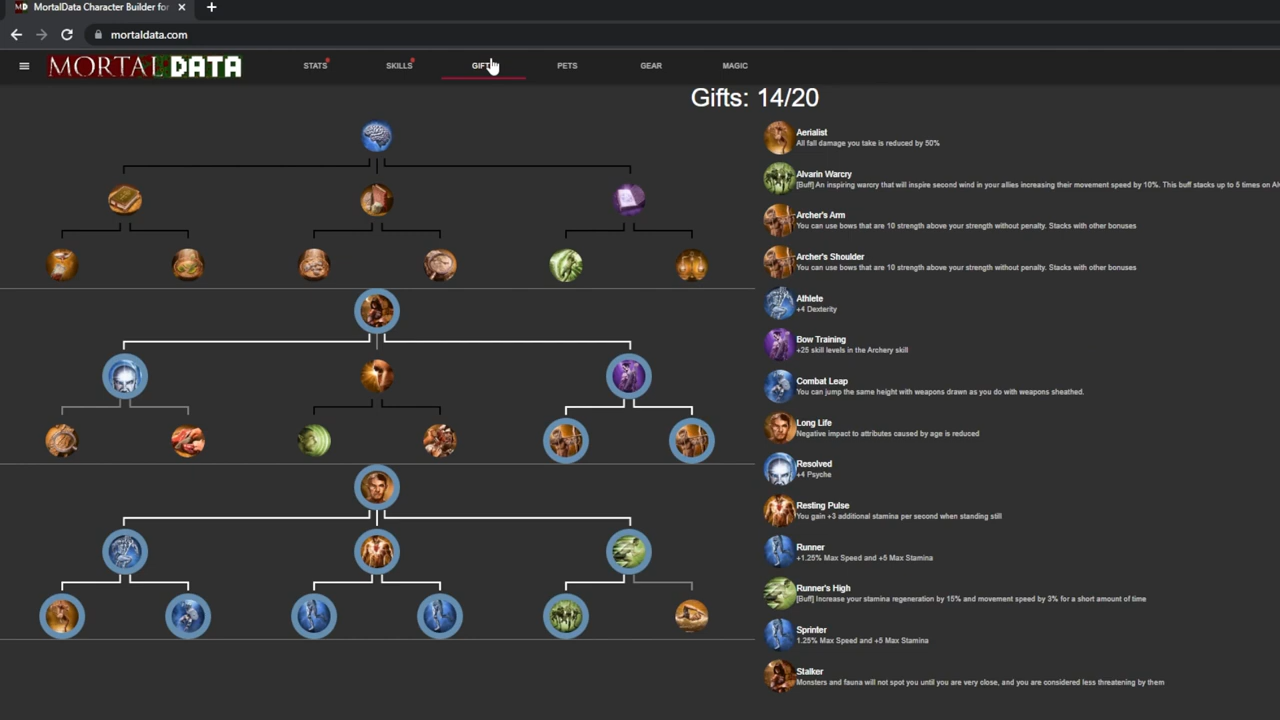 MortalData Character Builder for
mortaldata.com
MORTAL DATA
STATS SKILLS GIFTS PETS GEAR MAGIC
Gifts: 14/20
Aerialist
All fall damage you take is reduced by 50%
Alvarin Warcry
[Buff] An inspiring warcry that will inspire second wind in your allies increasing their movement speed by 10%. This buff stacks up to 5 times on
Archer's Arm
You can use bows that are 10 strength above your strength without penalty. Stacks with other bonuses
Archer's Shoulder
You can use bows that are 10 strength above your strength without penalty. Stacks with other bonuses
Athlete
+4 Dexterity
Bow Training
+25 skill levels in the Archery skill
Combat Leap
You can jump the same height with weapons drawn as you do with weapons sheathed.
Long Life
Negative impact to attributes caused by age is reduced
Resolved
+4 Psyche
Resting Pulse
You gain +3 additional stamina per second when standing still
Runner
+1.25% Max Speed and +5 Max Stamina
Runner's High
[Buff] Increase your stamina regeneration by 15% and movement speed by 3% for a short amount of time
Sprinter
1.25% Max Speed and +5 Max Stamina
Stalker
Monsters and fauna will not spot you until you are very close, and you are considered less threatening by them